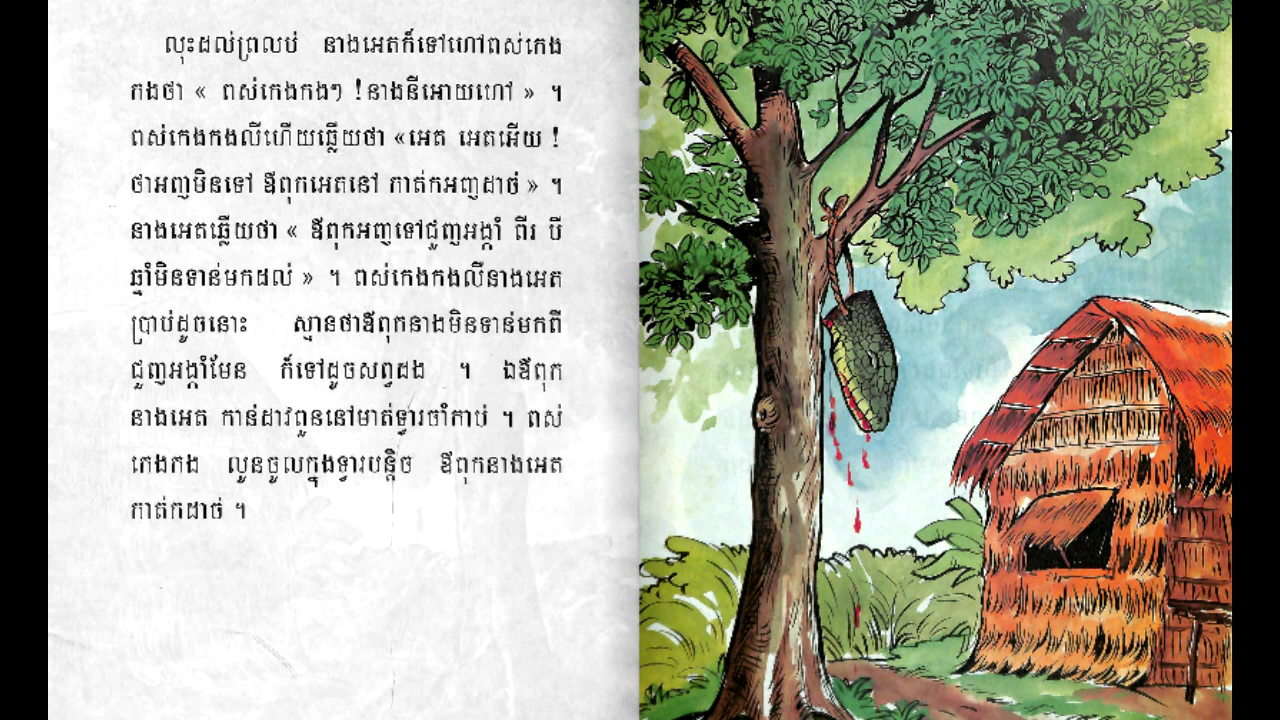 លុះដល់ព្រលប់ នាងអេតក៏ទៅហៅពស់កេង
កងថា « ពស់កេងកងៗ ! នាងនីអោយហៅ » ។
ពស់កេងកងលឺហើយឆ្លើយថា «អេត អេតអើយ !
ថាអញមិនទៅ ឪពុកអេតនៅ កាត់កអញដាច់ » ។
នាងអេតឆ្លើយថា « ឪពុកអញទៅជួញអង្កាំ ពីរ បី
ឆ្នាំមិនទាន់មកដល់ » ។ ពស់កេងកងលឺនាងអេត
ប្រាប់ដូចនោះ ស្មានថាឪពុកនាងមិនទាន់មកពី
ជួញអង្កាំមែន ក៏ទៅដូចសព្វដង ។ ឯឪពុក
នាងអេត កាន់ដាវពួននៅមាត់ទ្វារចាំកាប់ ។ ពស់
កេងកង លូនចូលក្នុងទ្វារបន្តិច ឪពុកនាងអេត
កាត់កដាច់ ។